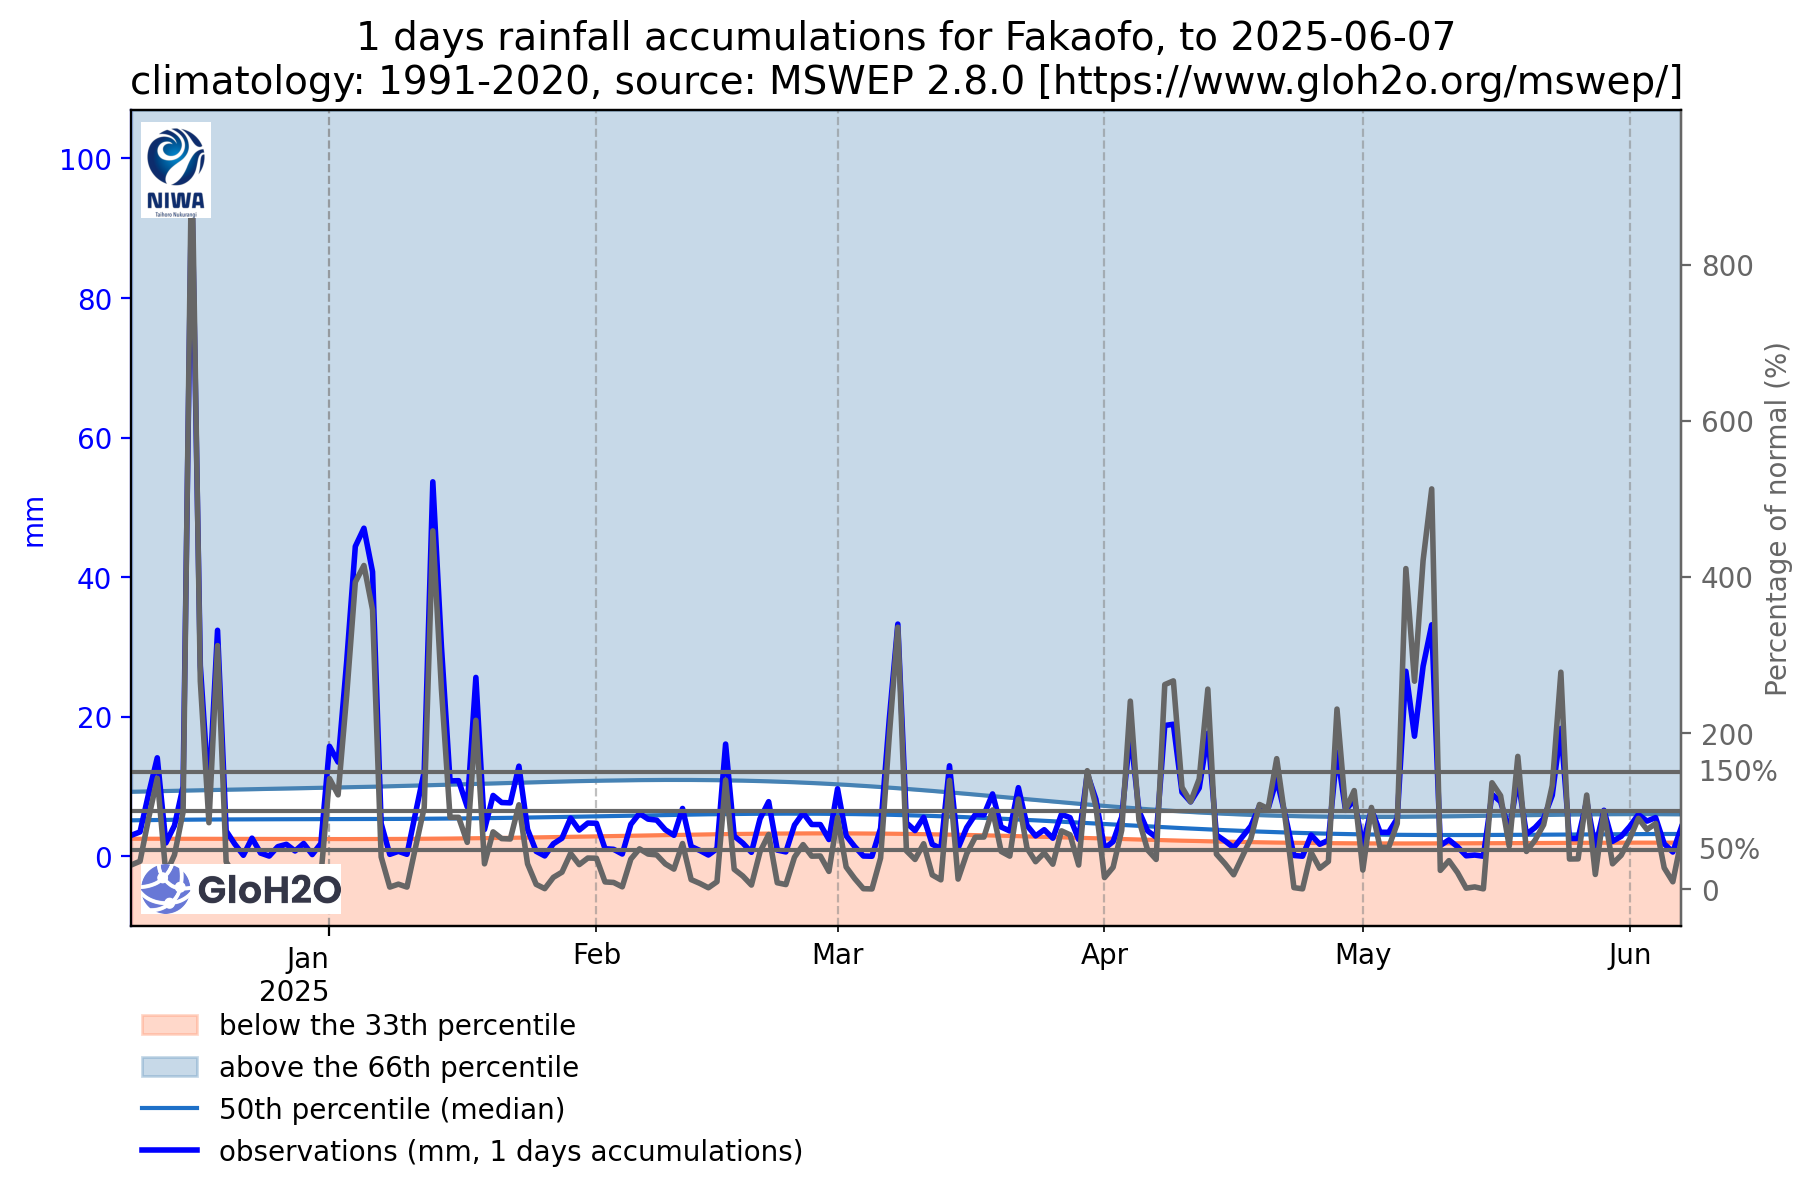 1 days rainfall accumulations for Fakaofo, to 2025-06-07
climatology: 1991-2020, source: MSWEP 2.8.0 [https://www.gloh2o.org/mswep/]
NIWA
Taihoro Nukurangi
100
80
60
40
20
0
mm
800
600
400
200
150%
50%
0
Percentage of normal (%)
GloH2O
Jan
2025
Feb
Mar
Apr
May
Jun
below the 33th percentile
above the 66th percentile
50th percentile (median)
observations (mm, 1 days accumulations)